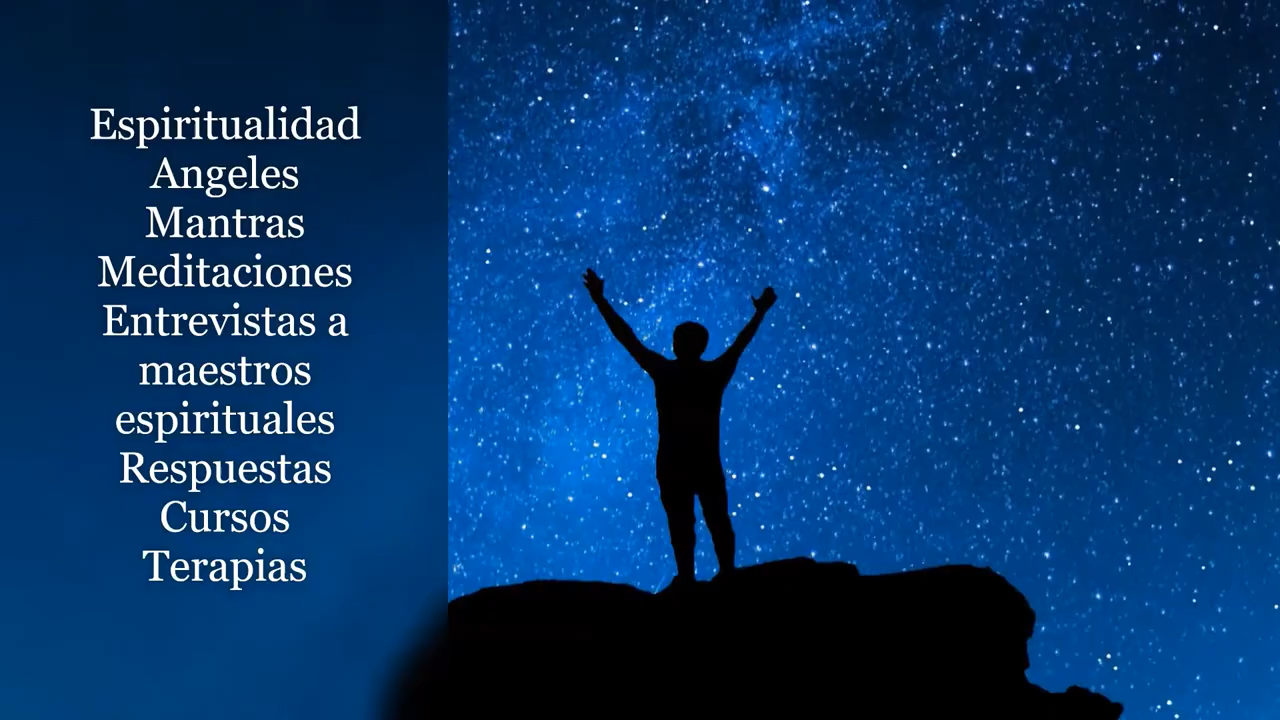 Espiritualidad
Angeles
Mantras
Meditaciones
Entrevistas a
maestros
espirituales
Respuestas
Cursos
Terapias